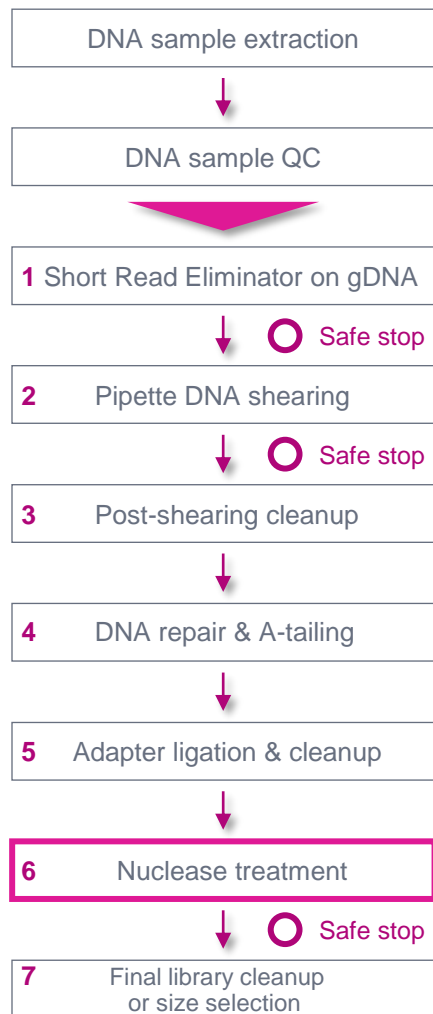 DNA sample extraction
DNA sample QC
1 Short Read Eliminator on gDNA
Safe stop
2 Pipette DNA shearing
Safe stop
3 Post-shearing cleanup
4 DNA repair & A-tailing
5 Adapter ligation & cleanup
6 Nuclease treatment
Safe stop
7 Final library cleanup
or size selection